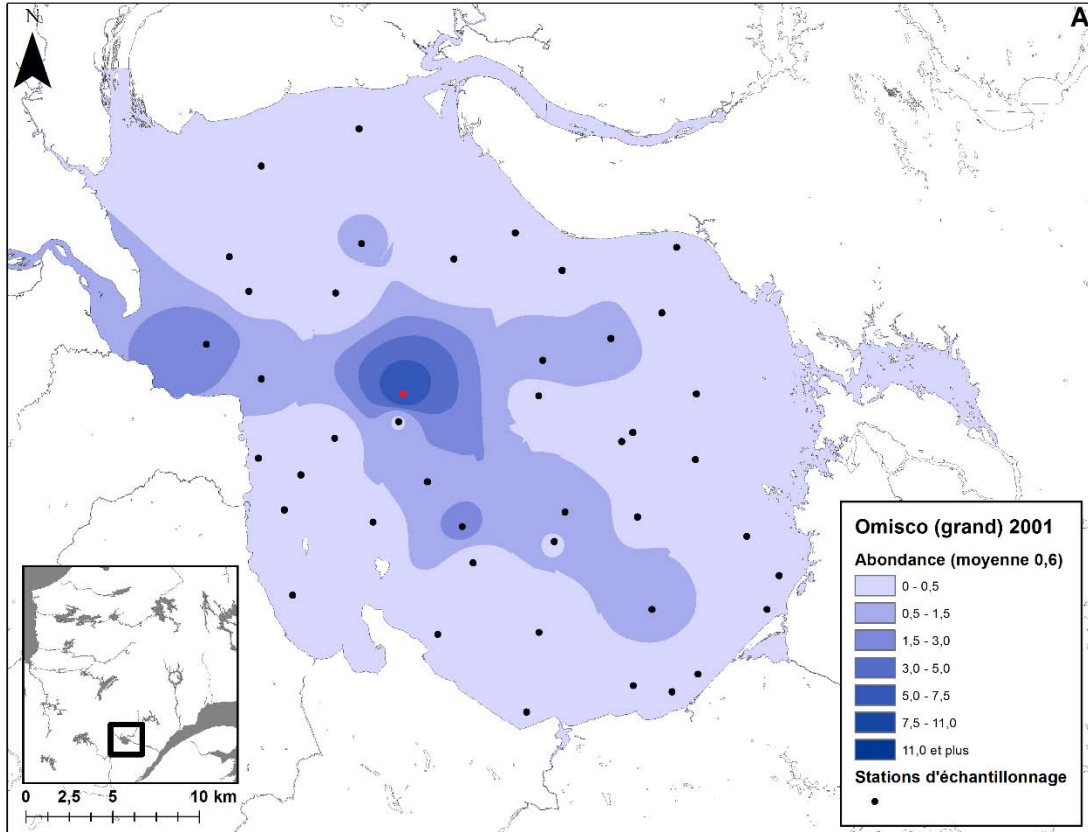 A
N
Omisco (grand) 2001
Abondance (moyenne 0,6)
0 - 0,5
0,5 - 1,5
1,5 - 3,0
3,0 - 5,0
5,0 - 7,5
7,5 - 11,0
11,0 et plus
Stations d'échantillonnage
0 2,5 5 10 km